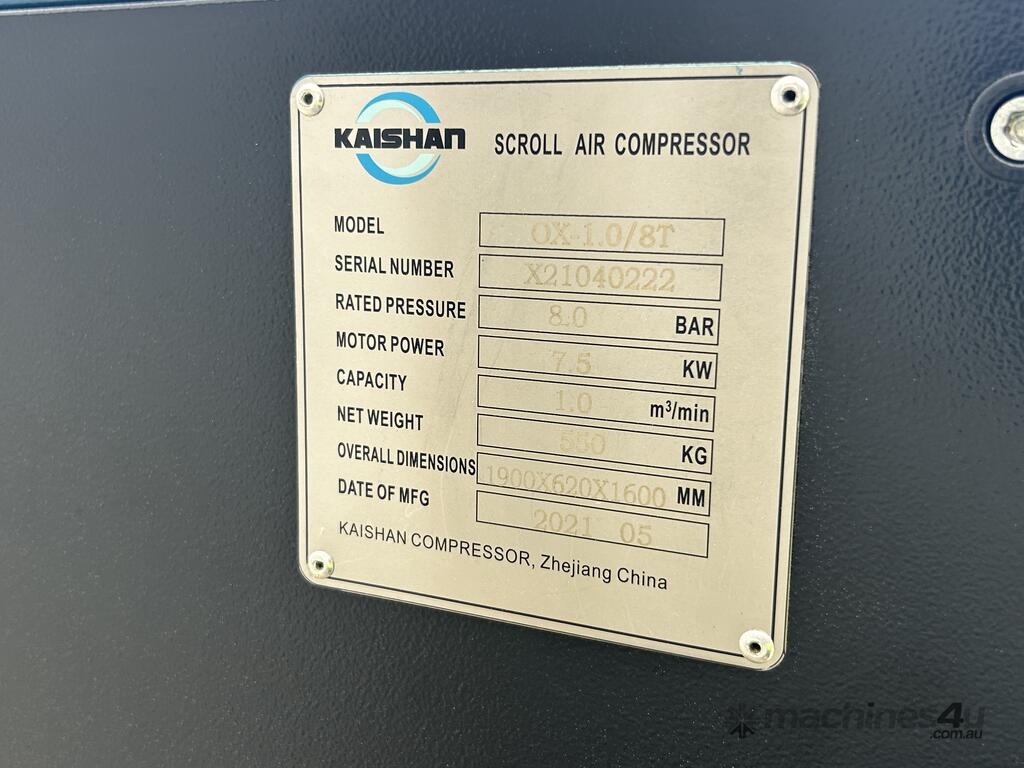 KAISHAN SCROLL AIR COMPRESSOR
MODEL OX-1.0/8T
SERIAL NUMBER X21040222
RATED PRESSURE 8.0 BAR
MOTOR POWER 7.5 KW
CAPACITY 1.0 m³/min
NET WEIGHT 550 KG
OVERALL DIMENSIONS 1900X620X1600 MM
DATE OF MFG 2021 05
KAISHAN COMPRESSOR, Zhejiang China
machines4u
.com.au